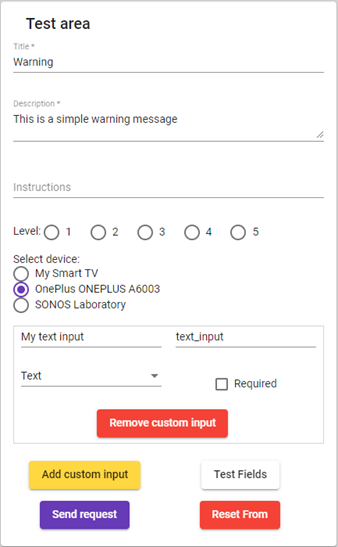 Test area
Title *
Warning
Description *
This is a simple warning message
Instructions
Level: 1 2 3 4 5
Select device:
My Smart TV
OnePlus ONEPLUS A6003
SONOS Laboratory
My text input text_input
Text Required
Remove custom input
Add custom input Test Fields
Send request Reset From